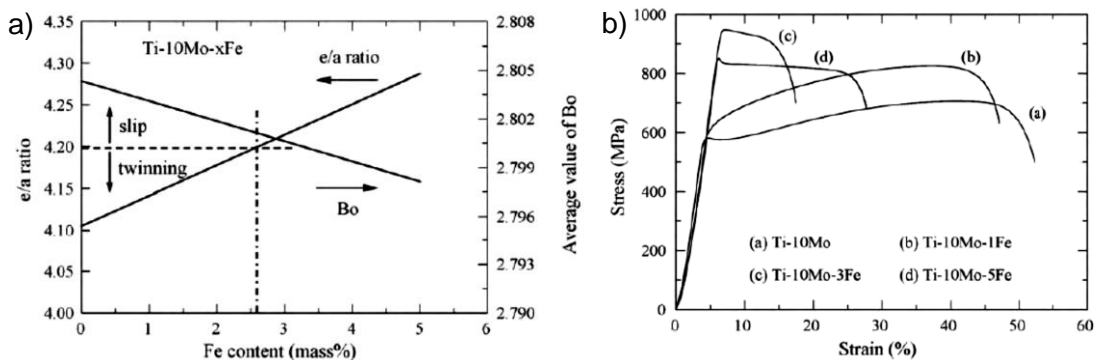 a)
Ti-10Mo-xFe
e/a ratio
slip
twinning
Bo
4.35
4.30
4.25
4.20
4.15
4.10
4.05
4.00
e/a ratio
0 1 2 3 4 5 6
Fe content (mass%)
2.808
2.805
2.802
2.799
2.796
2.793
2.790
Average value of Bo
b)
1000
800
600
400
200
0
Stress (MPa)
(c)
(d)
(b)
(a)
(a) Ti-10Mo (b) Ti-10Mo-1Fe
(c) Ti-10Mo-3Fe (d) Ti-10Mo-5Fe
0 10 20 30 40 50 60
Strain (%)